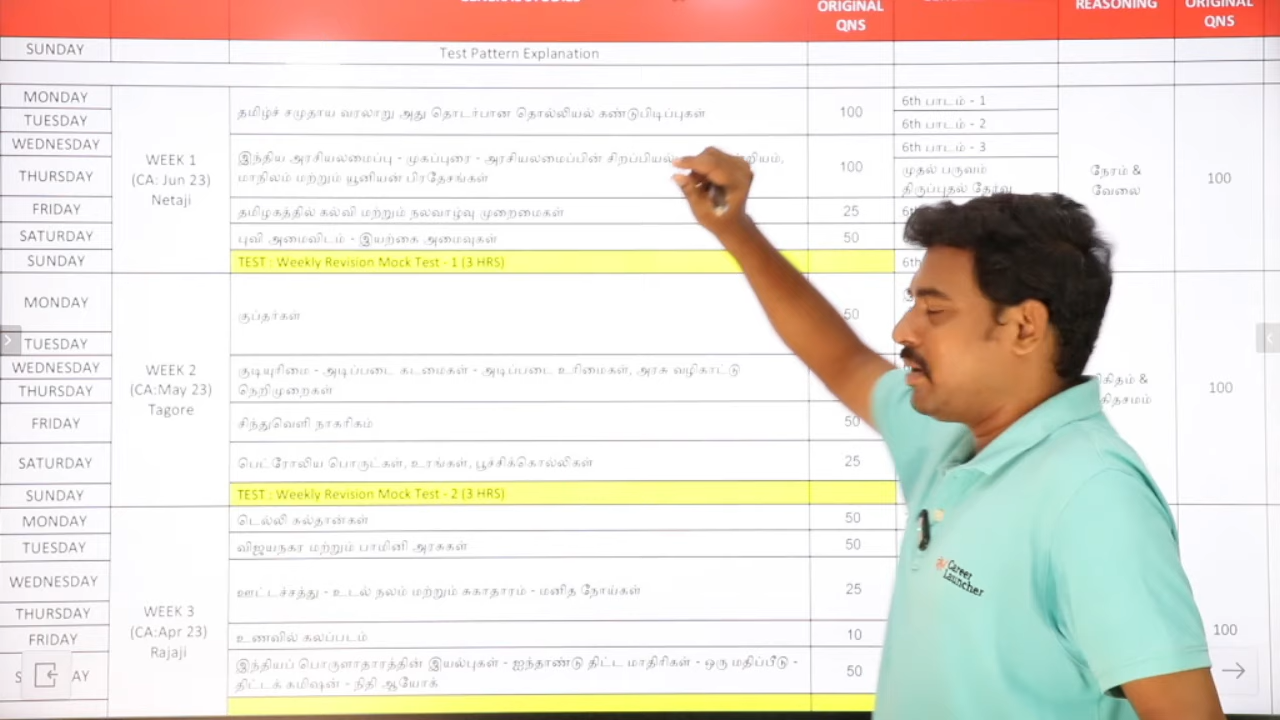 ORIGINAL
QNS
REASONING
ORIGINAL
QNS
SUNDAY
Test Pattern Explanation
MONDAY
TUESDAY
WEDNESDAY
THURSDAY
FRIDAY
SATURDAY
SUNDAY
WEEK 1
(CA: Jun 23)
Netaji
தமிழ்ச் சமுதாய வரலாறு அது தொடர்பான தொல்லியல் கண்டுபிடிப்புகள்
100
இந்திய அரசியலமைப்பு - முகப்புரை - அரசியலமைப்பின் சிறப்பியல்
மாநிலம் மற்றும் யூனியன் பிரதேசங்கள்
100
தமிழகத்தில் கல்வி மற்றும் நலவாழ்வு முறைமைகள்
25
புவி அமைவிடம் - இயற்கை அமைவுகள்
50
TEST : Weekly Revision Mock Test - 1 (3 HRS)
6th பாடம் - 1
6th பாடம் - 2
6th பாடம் - 3
முதல் பருவம்
திருப்புதல் தேர்வு
6th
நேரம் &
வேலை
100
MONDAY
TUESDAY
WEDNESDAY
THURSDAY
FRIDAY
SATURDAY
SUNDAY
WEEK 2
(CA:May 23)
Tagore
குப்தர்கள்
50
குடியுரிமை - அடிப்படை கடமைகள் - அடிப்படை உரிமைகள், அரசு வழிகாட்டு
நெறிமுறைகள்
சிந்துவெளி நாகரிகம்
50
பெட்ரோலிய பொருட்கள், உரங்கள், பூச்சிக்கொல்லிகள்
25
TEST : Weekly Revision Mock Test - 2 (3 HRS)
100
MONDAY
TUESDAY
WEDNESDAY
THURSDAY
FRIDAY
WEEK 3
(CA:Apr 23)
Rajaji
டெல்லி சுல்தான்கள்
50
விஜயநகர மற்றும் பாமினி அரசுகள்
50
ஊட்டச்சத்து - உடல் நலம் மற்றும் சுகாதாரம் - மனித நோய்கள்
25
உணவில் கலப்படம்
10
இந்தியப் பொருளாதாரத்தின் இயல்புகள் - ஐந்தாண்டு திட்ட மாதிரிகள் - ஒரு மதிப்பீடு -
திட்டக் கமிஷன் - நிதி ஆயோக்
50
100
Career
Launcher